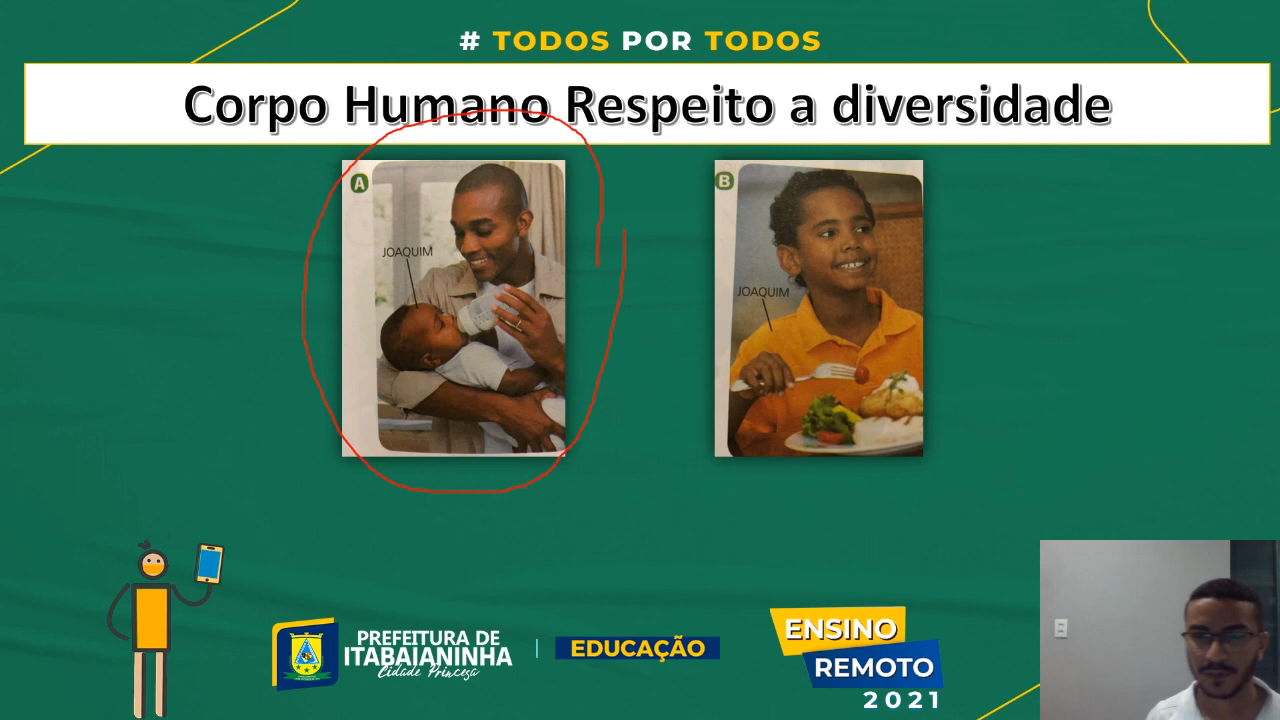 # TODOS POR TODOS
Corpo Humano Respeito a diversidade
A
JOAQUIM
B
JOAQUIM
PREFEITURA DE
ITABAIANINHA
Cidade Princesa
EDUCAÇÃO
ENSINO
REMOTO
2021